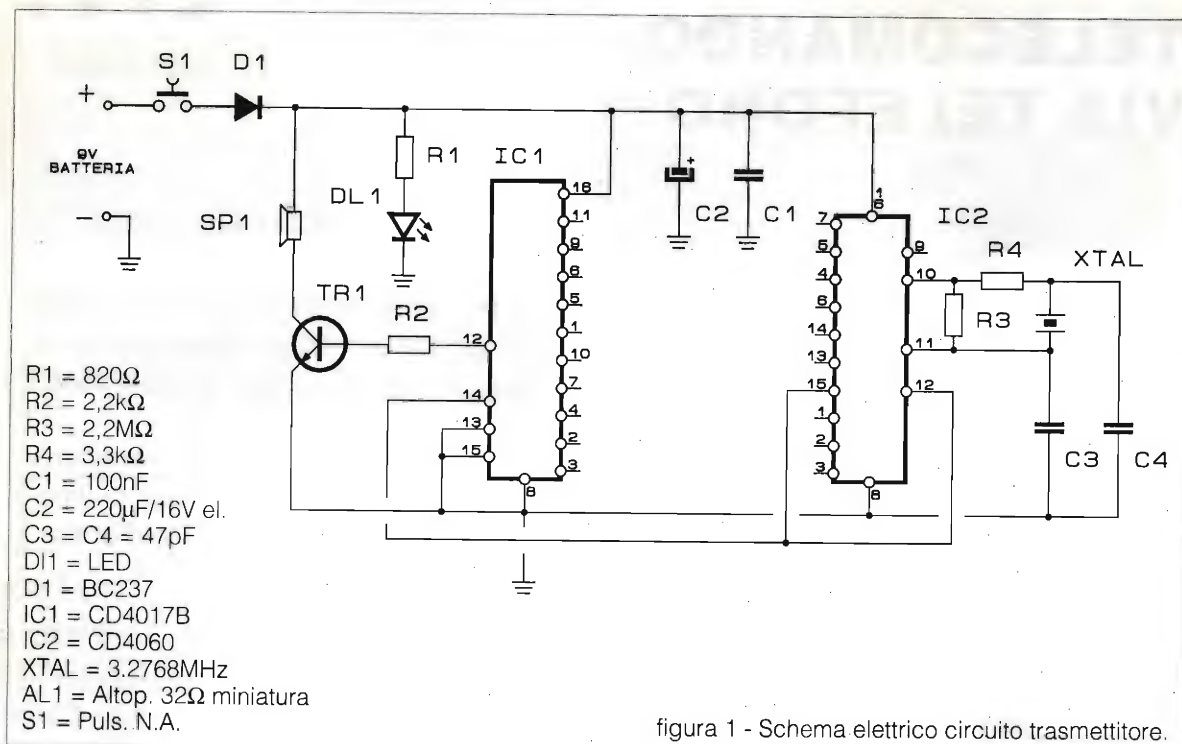 S1 D1
+
9V
BATTERIA
-
SP1
R1
DL1
TR1
R2
IC1
16
11
9
6
5
1
10
7
4
2
3
12
14
13
15
8
C2
+
C1
IC2
1
6
7
5
4
6
14
13
15
1
2
3
8
9
10
11
12
R4
XTAL
R3
C3
C4
R1 = 820Ω
R2 = 2,2kΩ
R3 = 2,2MΩ
R4 = 3,3kΩ
C1 = 100nF
C2 = 220µF/16V el.
C3 = C4 = 47pF
DI1 = LED
D1 = BC237
IC1 = CD4017B
IC2 = CD4060
XTAL = 3.2768MHz
AL1 = Altop. 32Ω miniatura
S1 = Puls. N.A.
figura 1 - Schema elettrico circuito trasmettitore.